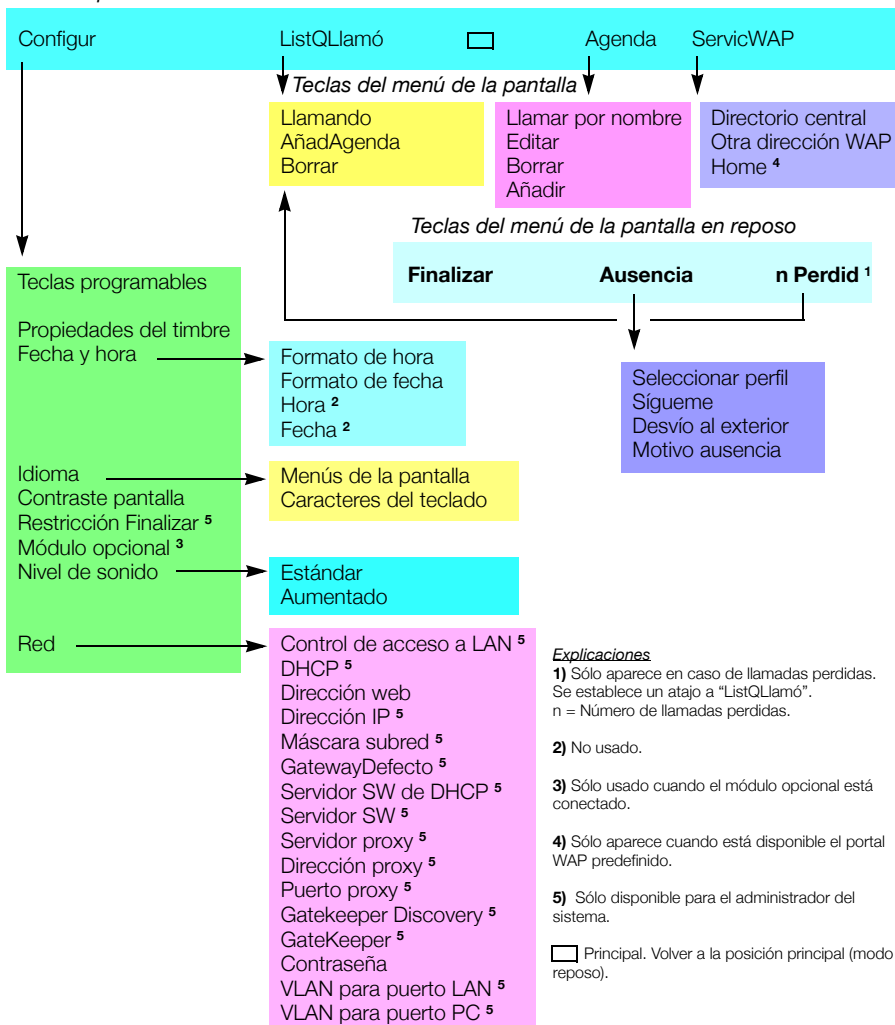 Configur ListQLlamó Agenda ServicWAP
Teclas del menú de la pantalla
Llamando
AñadAgenda
Borrar
Llamar por nombre
Editar
Borrar
Añadir
Directorio central
Otra dirección WAP
Home 4
Teclas del menú de la pantalla en reposo
Finalizar Ausencia n Perdid 1
Teclas programables
Propiedades del timbre
Fecha y hora
Formato de hora
Formato de fecha
Hora 2
Fecha 2
Seleccionar perfil
Sígueme
Desvío al exterior
Motivo ausencia
Idioma
Contraste pantalla
Restricción Finalizar 5
Módulo opcional 3
Nivel de sonido
Menús de la pantalla
Caracteres del teclado
Estándar
Aumentado
Red
Control de acceso a LAN 5
DHCP 5
Dirección web
Dirección IP 5
Máscara subred 5
GatewayDefecto 5
Servidor SW de DHCP 5
Servidor SW 5
Servidor proxy 5
Dirección proxy 5
Puerto proxy 5
Gatekeeper Discovery 5
GateKeeper 5
Contraseña
VLAN para puerto LAN 5
VLAN para puerto PC 5
Explicaciones
1) Sólo aparece en caso de llamadas perdidas.
Se establece un atajo a “ListQLlamó”.
n = Número de llamadas perdidas.
2) No usado.
3) Sólo usado cuando el módulo opcional está
conectado.
4) Sólo aparece cuando está disponible el portal
WAP predefinido.
5) Sólo disponible para el administrador del
sistema.
Principal. Volver a la posición principal (modo
reposo).